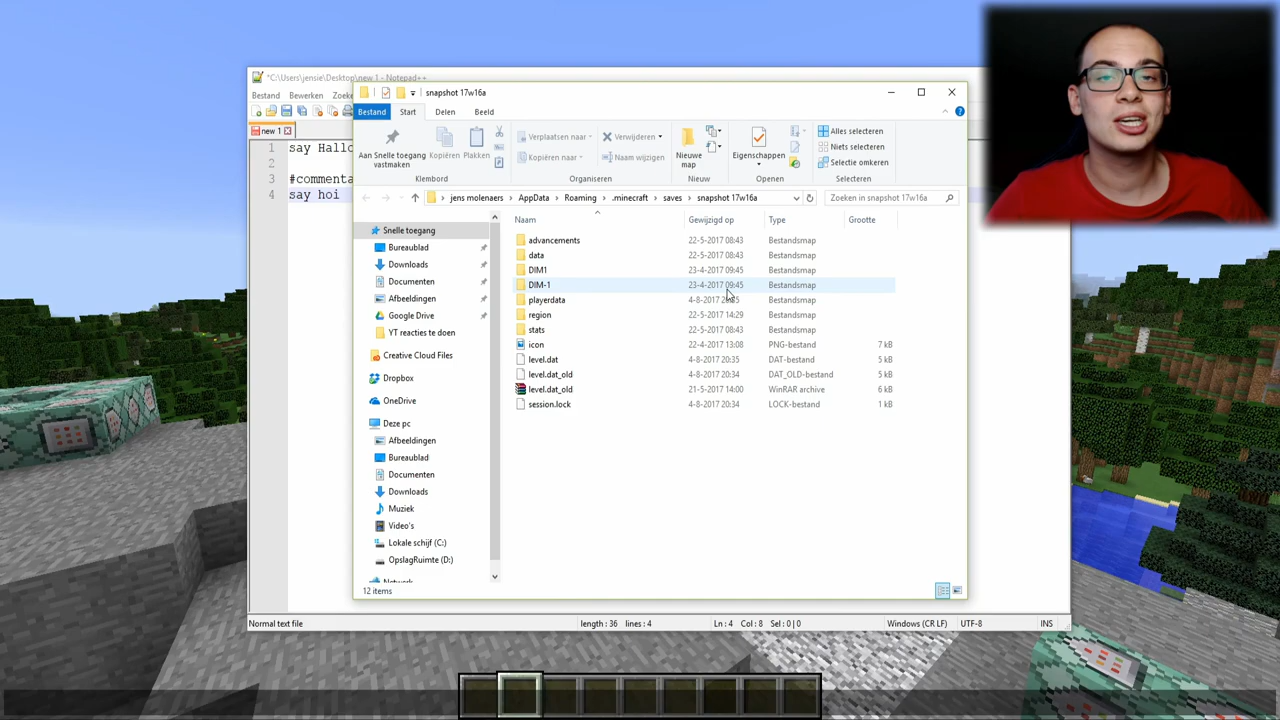 *C:\Users\jensie\Desktop\new 1 - Notepad++
Bestand Bewerken Zoeke
new 1
1 say Hallo
2
3 #commenta
4 say hoi
snapshot 17w16a
Bestand Start Delen Beeld
Aan Snelle toegang vastmaken
Kopiëren
Plakken
Klembord
Verplaatsen naar
Kopiëren naar
Verwijderen
Naam wijzigen
Organiseren
Nieuwe map
Nieuw
Eigenschappen
Openen
Alles selecteren
Niets selecteren
Selectie omkeren
Selecteren
jens molenaers > AppData > Roaming > .minecraft > saves > snapshot 17w16a
Zoeken in snapshot 17w16a
Snelle toegang
Bureaublad
Downloads
Documenten
Afbeeldingen
Google Drive
YT reacties te doen
Creative Cloud Files
Dropbox
OneDrive
Deze pc
Afbeeldingen
Bureaublad
Documenten
Downloads
Muziek
Video's
Lokale schijf (C:)
OpslagRuimte (D:)
Naam Gewijzigd op Type Grootte
advancements 22-5-2017 08:43 Bestandsmap
data 22-5-2017 08:43 Bestandsmap
DIM1 23-4-2017 09:45 Bestandsmap
DIM-1 23-4-2017 09:45 Bestandsmap
playerdata 4-8-2017 Bestandsmap
region 22-5-2017 14:29 Bestandsmap
stats 22-5-2017 08:43 Bestandsmap
icon 22-4-2017 13:08 PNG-bestand 7 kB
level.dat 4-8-2017 20:35 DAT-bestand 5 kB
level.dat_old 4-8-2017 20:34 DAT_OLD-bestand 5 kB
level.dat_old 21-5-2017 14:00 WinRAR archive 6 kB
session.lock 4-8-2017 20:34 LOCK-bestand 1 kB
12 items
Normal text file length : 36 lines : 4 Ln : 4 Col : 8 Sel : 0 | 0 Windows (CR LF) UTF-8 INS